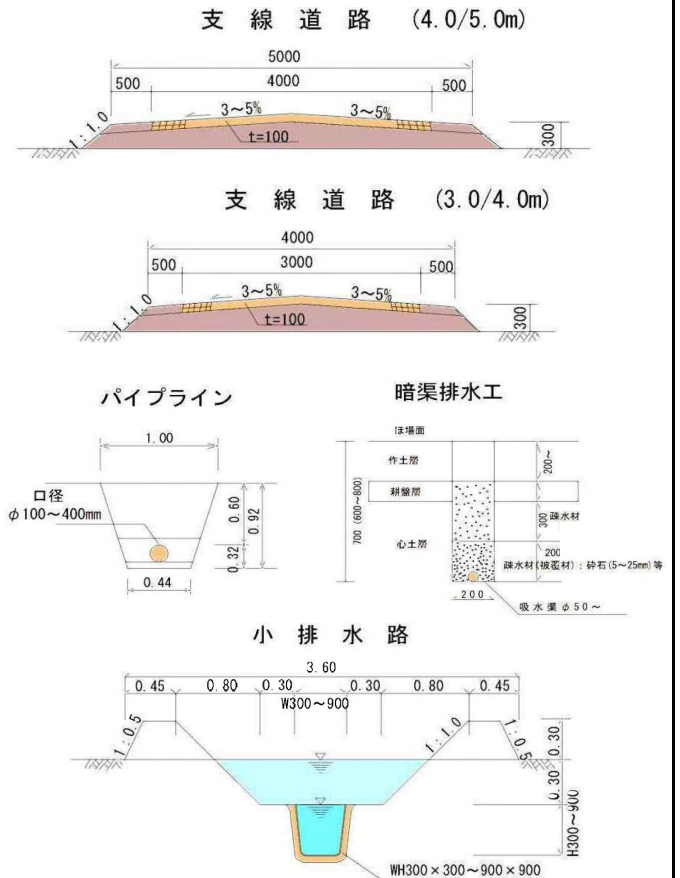 支線道路 (4.0/5.0m)
5000
500 4000 500
3～5% 3～5%
1:1.0
t=100
300
支線道路 (3.0/4.0m)
4000
500 3000 500
3～5% 3～5%
1:1.0
t=100
300
パイプライン
1.00
口径
φ100～400mm
0.60
0.92
0.32
0.44
暗渠排水工
ほ場面
作土層
耕盤層
心土層
700 (600～800)
200～
300 疎水材
200
疎水材(被覆材)：砕石(5～25mm)等
200
吸水渠φ50～
小排水路
3.60
0.45 0.80 0.30 0.30 0.80 0.45
W300～900
1:0.5
1:1.0
1:0.5
0.30
0.30
H300～900
WH300×300～900×900